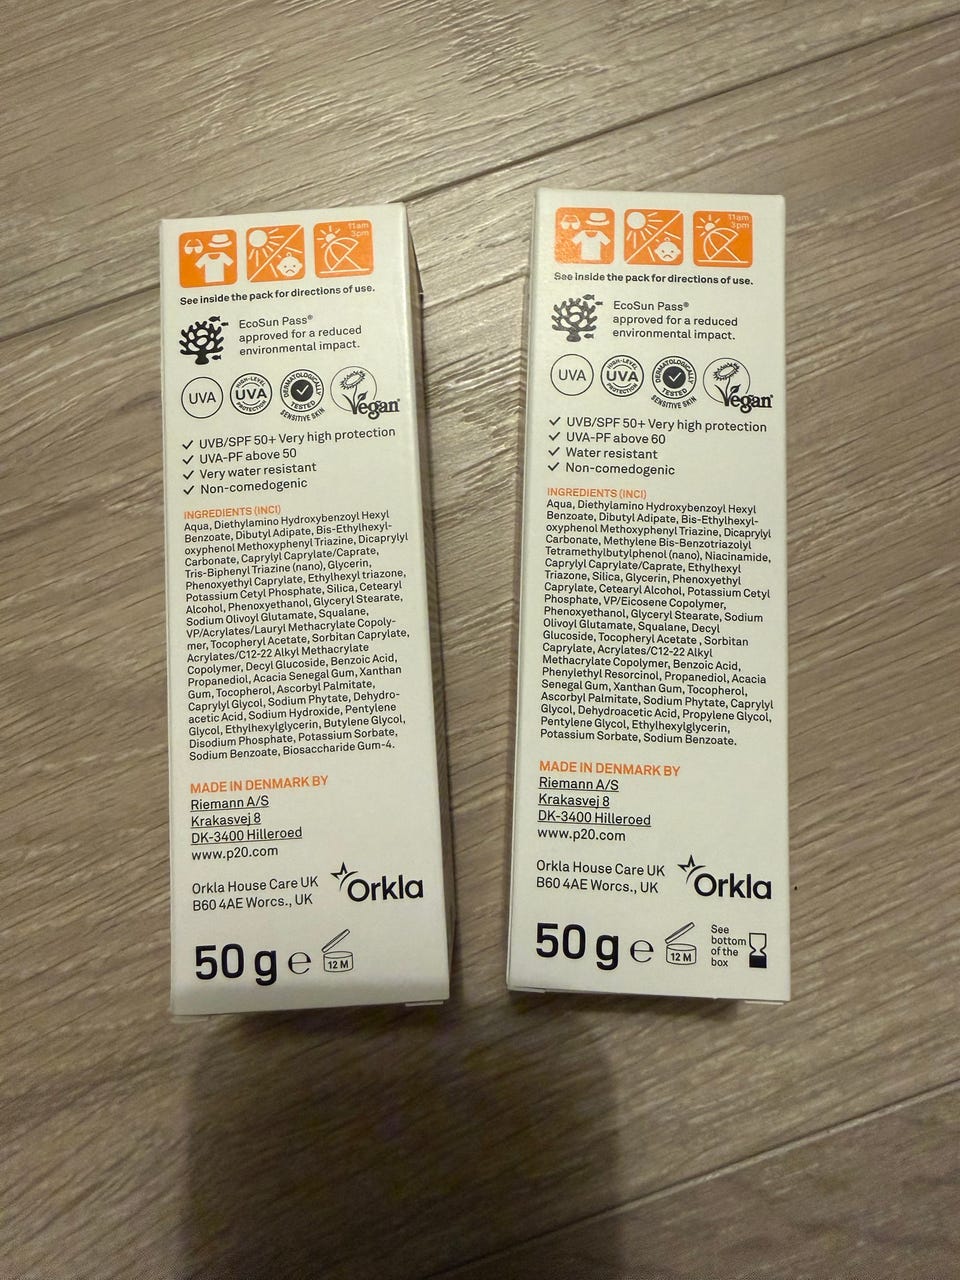 11am
3pm
See inside the pack for directions of use.
EcoSun Pass®
approved for a reduced
environmental impact.
UVA
HIGH-LEVEL
UVA
PROTECTION
DERMATOLOGICALLY
TESTED
SENSITIVE SKIN
Vegan
UVB/SPF 50+ Very high protection
UVA-PF above 50
Very water resistant
Non-comedogenic
INGREDIENTS (INCI)
Aqua, Diethylamino Hydroxybenzoyl Hexyl
Benzoate, Dibutyl Adipate, Bis-Ethylhexyl-
oxyphenol Methoxyphenyl Triazine, Dicaprylyl
Carbonate, Caprylyl Caprylate/Caprate,
Tris-Biphenyl Triazine (nano), Glycerin,
Phenoxyethyl Caprylate, Ethylhexyl triazone,
Potassium Cetyl Phosphate, Silica, Cetearyl
Alcohol, Phenoxyethanol, Glyceryl Stearate,
Sodium Olivoyl Glutamate, Squalane,
VP/Acrylates/Lauryl Methacrylate Copoly-
mer, Tocopheryl Acetate, Sorbitan Caprylate,
Acrylates/C12-22 Alkyl Methacrylate
Copolymer, Decyl Glucoside, Benzoic Acid,
Propanediol, Acacia Senegal Gum, Xanthan
Gum, Tocopherol, Ascorbyl Palmitate,
Caprylyl Glycol, Sodium Phytate, Dehydro-
acetic Acid, Sodium Hydroxide, Pentylene
Glycol, Ethylhexylglycerin, Butylene Glycol,
Disodium Phosphate, Potassium Sorbate,
Sodium Benzoate, Biosaccharide Gum-4.
MADE IN DENMARK BY
Riemann A/S
Krakasvej 8
DK-3400 Hilleroed
www.p20.com
Orkla House Care UK
B60 4AE Worcs., UK
Orkla
50 g e
12 M
11am
3pm
See inside the pack for directions of use.
EcoSun Pass®
approved for a reduced
environmental impact.
UVA
HIGH-LEVEL
UVA
PROTECTION
DERMATOLOGICALLY
TESTED
SENSITIVE SKIN
Vegan
UVB/SPF 50+ Very high protection
UVA-PF above 60
Water resistant
Non-comedogenic
INGREDIENTS (INCI)
Aqua, Diethylamino Hydroxybenzoyl Hexyl
Benzoate, Dibutyl Adipate, Bis-Ethylhexyl-
oxyphenol Methoxyphenyl Triazine, Dicaprylyl
Carbonate, Methylene Bis-Benzotriazolyl
Tetramethylbutylphenol (nano), Niacinamide,
Caprylyl Caprylate/Caprate, Ethylhexyl
Triazone, Silica, Glycerin, Phenoxyethyl
Caprylate, Cetearyl Alcohol, Potassium Cetyl
Phosphate, VP/Eicosene Copolymer,
Phenoxyethanol, Glyceryl Stearate, Sodium
Olivoyl Glutamate, Squalane, Decyl
Glucoside, Tocopheryl Acetate , Sorbitan
Caprylate, Acrylates/C12-22 Alkyl
Methacrylate Copolymer, Benzoic Acid,
Phenylethyl Resorcinol, Propanediol, Acacia
Senegal Gum, Xanthan Gum, Tocopherol,
Ascorbyl Palmitate, Sodium Phytate, Caprylyl
Glycol, Dehydroacetic Acid, Propylene Glycol,
Pentylene Glycol, Ethylhexylglycerin,
Potassium Sorbate, Sodium Benzoate.
MADE IN DENMARK BY
Riemann A/S
Krakasvej 8
DK-3400 Hilleroed
www.p20.com
Orkla House Care UK
B60 4AE Worcs., UK
Orkla
50 g e
12 M
See
bottom
of the
box